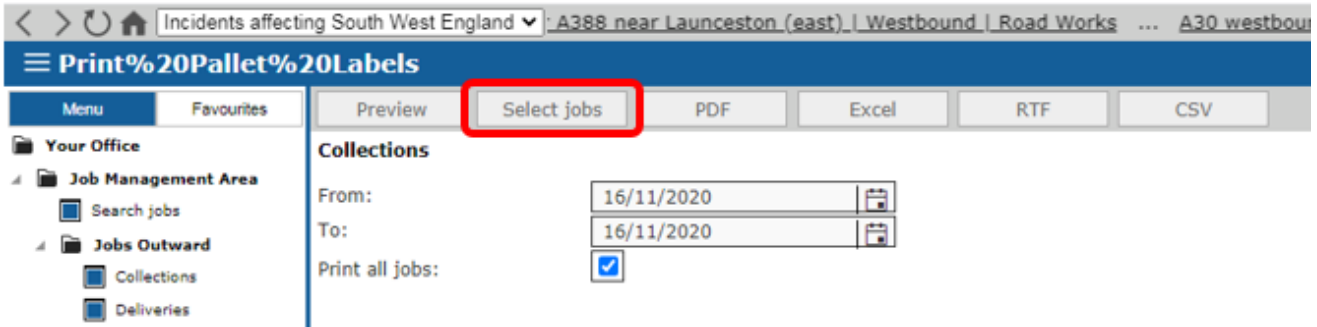 Incidents affecting South West England : A388 near Launceston (east) | Westbound | Road Works ... A30 westbour
Print%20Pallet%20Labels
Menu Favourites Preview Select jobs PDF Excel RTF CSV
Your Office
Collections
Job Management Area
From: 16/11/2020
Search jobs
To: 16/11/2020
Jobs Outward
Print all jobs:
Collections
Deliveries